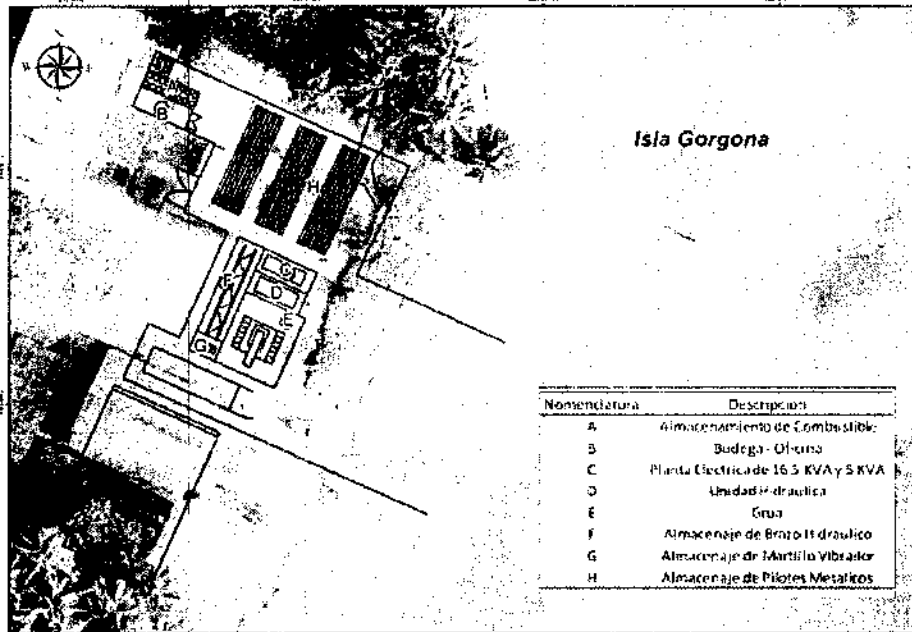 Isla Gorgona
W
A
B
H
F
D
E
G
Nomenclatura Descripcion
A Almacenamiento de Combustible
B Bodega - Oficina
C Planta Electrica de 16.5 KVA y 5 KVA
D Unidad Hidraulica
E Grua
F Almacenaje de Brazo Hidraulico
G Almacenaje de Martillo Vibrador
H Almacenaje de Pilotes Metalicos